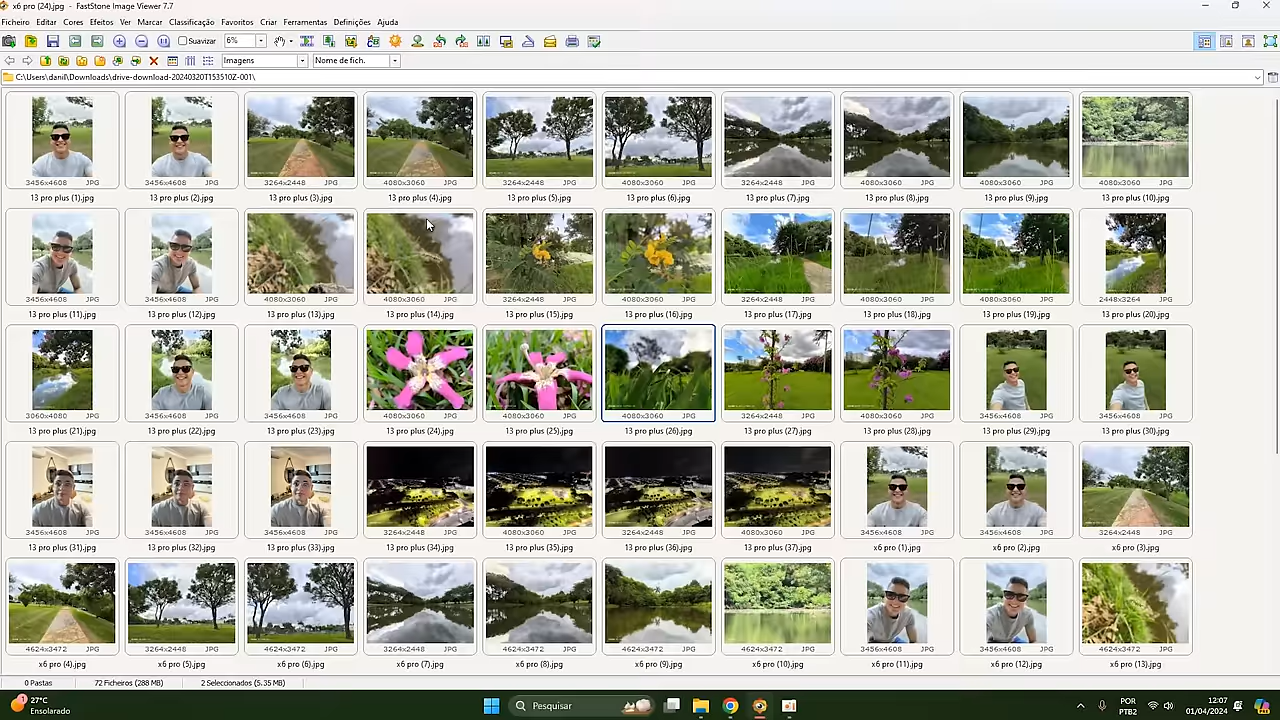 x6 pro (24).jpg - FastStone Image Viewer 7.7
Ficheiro Editar Cores Efeitos Ver Marcar Classificação Favoritos Criar Ferramentas Definições Ajuda
Suavizar 6%
Imagens Nome de fich.
C:\Users\danil\Downloads\drive-download-20240320T153510Z-001\
3456x4608 JPG 3456x4608 JPG 3264x2448 JPG 4080x3060 JPG 3264x2448 JPG 4080x3060 JPG 3264x2448 JPG 4080x3060 JPG 4080x3060 JPG 4080x3060 JPG
13 pro plus (1).jpg 13 pro plus (2).jpg 13 pro plus (3).jpg 13 pro plus (4).jpg 13 pro plus (5).jpg 13 pro plus (6).jpg 13 pro plus (7).jpg 13 pro plus (8).jpg 13 pro plus (9).jpg 13 pro plus (10).jpg
3456x4608 JPG 3456x4608 JPG 4080x3060 JPG 4080x3060 JPG 3264x2448 JPG 4080x3060 JPG 3264x2448 JPG 4080x3060 JPG 4080x3060 JPG 2448x3264 JPG
13 pro plus (11).jpg 13 pro plus (12).jpg 13 pro plus (13).jpg 13 pro plus (14).jpg 13 pro plus (15).jpg 13 pro plus (16).jpg 13 pro plus (17).jpg 13 pro plus (18).jpg 13 pro plus (19).jpg 13 pro plus (20).jpg
3060x4080 JPG 3456x4608 JPG 3456x4608 JPG 4080x3060 JPG 4080x3060 JPG 4080x3060 JPG 3264x2448 JPG 4080x3060 JPG 3456x4608 JPG 3456x4608 JPG
13 pro plus (21).jpg 13 pro plus (22).jpg 13 pro plus (23).jpg 13 pro plus (24).jpg 13 pro plus (25).jpg 13 pro plus (26).jpg 13 pro plus (27).jpg 13 pro plus (28).jpg 13 pro plus (29).jpg 13 pro plus (30).jpg
3456x4608 JPG 3456x4608 JPG 3456x4608 JPG 3264x2448 JPG 4080x3060 JPG 3264x2448 JPG 4080x3060 JPG 3456x4608 JPG 3456x4608 JPG 3264x2448 JPG
13 pro plus (31).jpg 13 pro plus (32).jpg 13 pro plus (33).jpg 13 pro plus (34).jpg 13 pro plus (35).jpg 13 pro plus (36).jpg 13 pro plus (37).jpg x6 pro (1).jpg x6 pro (2).jpg x6 pro (3).jpg
4624x3472 JPG 3264x2448 JPG 4624x3472 JPG 3264x2448 JPG 4624x3472 JPG 4624x3472 JPG 4624x3472 JPG 3456x4608 JPG 3456x4608 JPG 4624x3472 JPG
x6 pro (4).jpg x6 pro (5).jpg x6 pro (6).jpg x6 pro (7).jpg x6 pro (8).jpg x6 pro (9).jpg x6 pro (10).jpg x6 pro (11).jpg x6 pro (12).jpg x6 pro (13).jpg
0 Pastas 72 Ficheiros (288 MB) 2 Seleccionados (5.35 MB)
27°C
Ensolarado
Pesquisar
POR
PTB2
12:07
01/04/2024